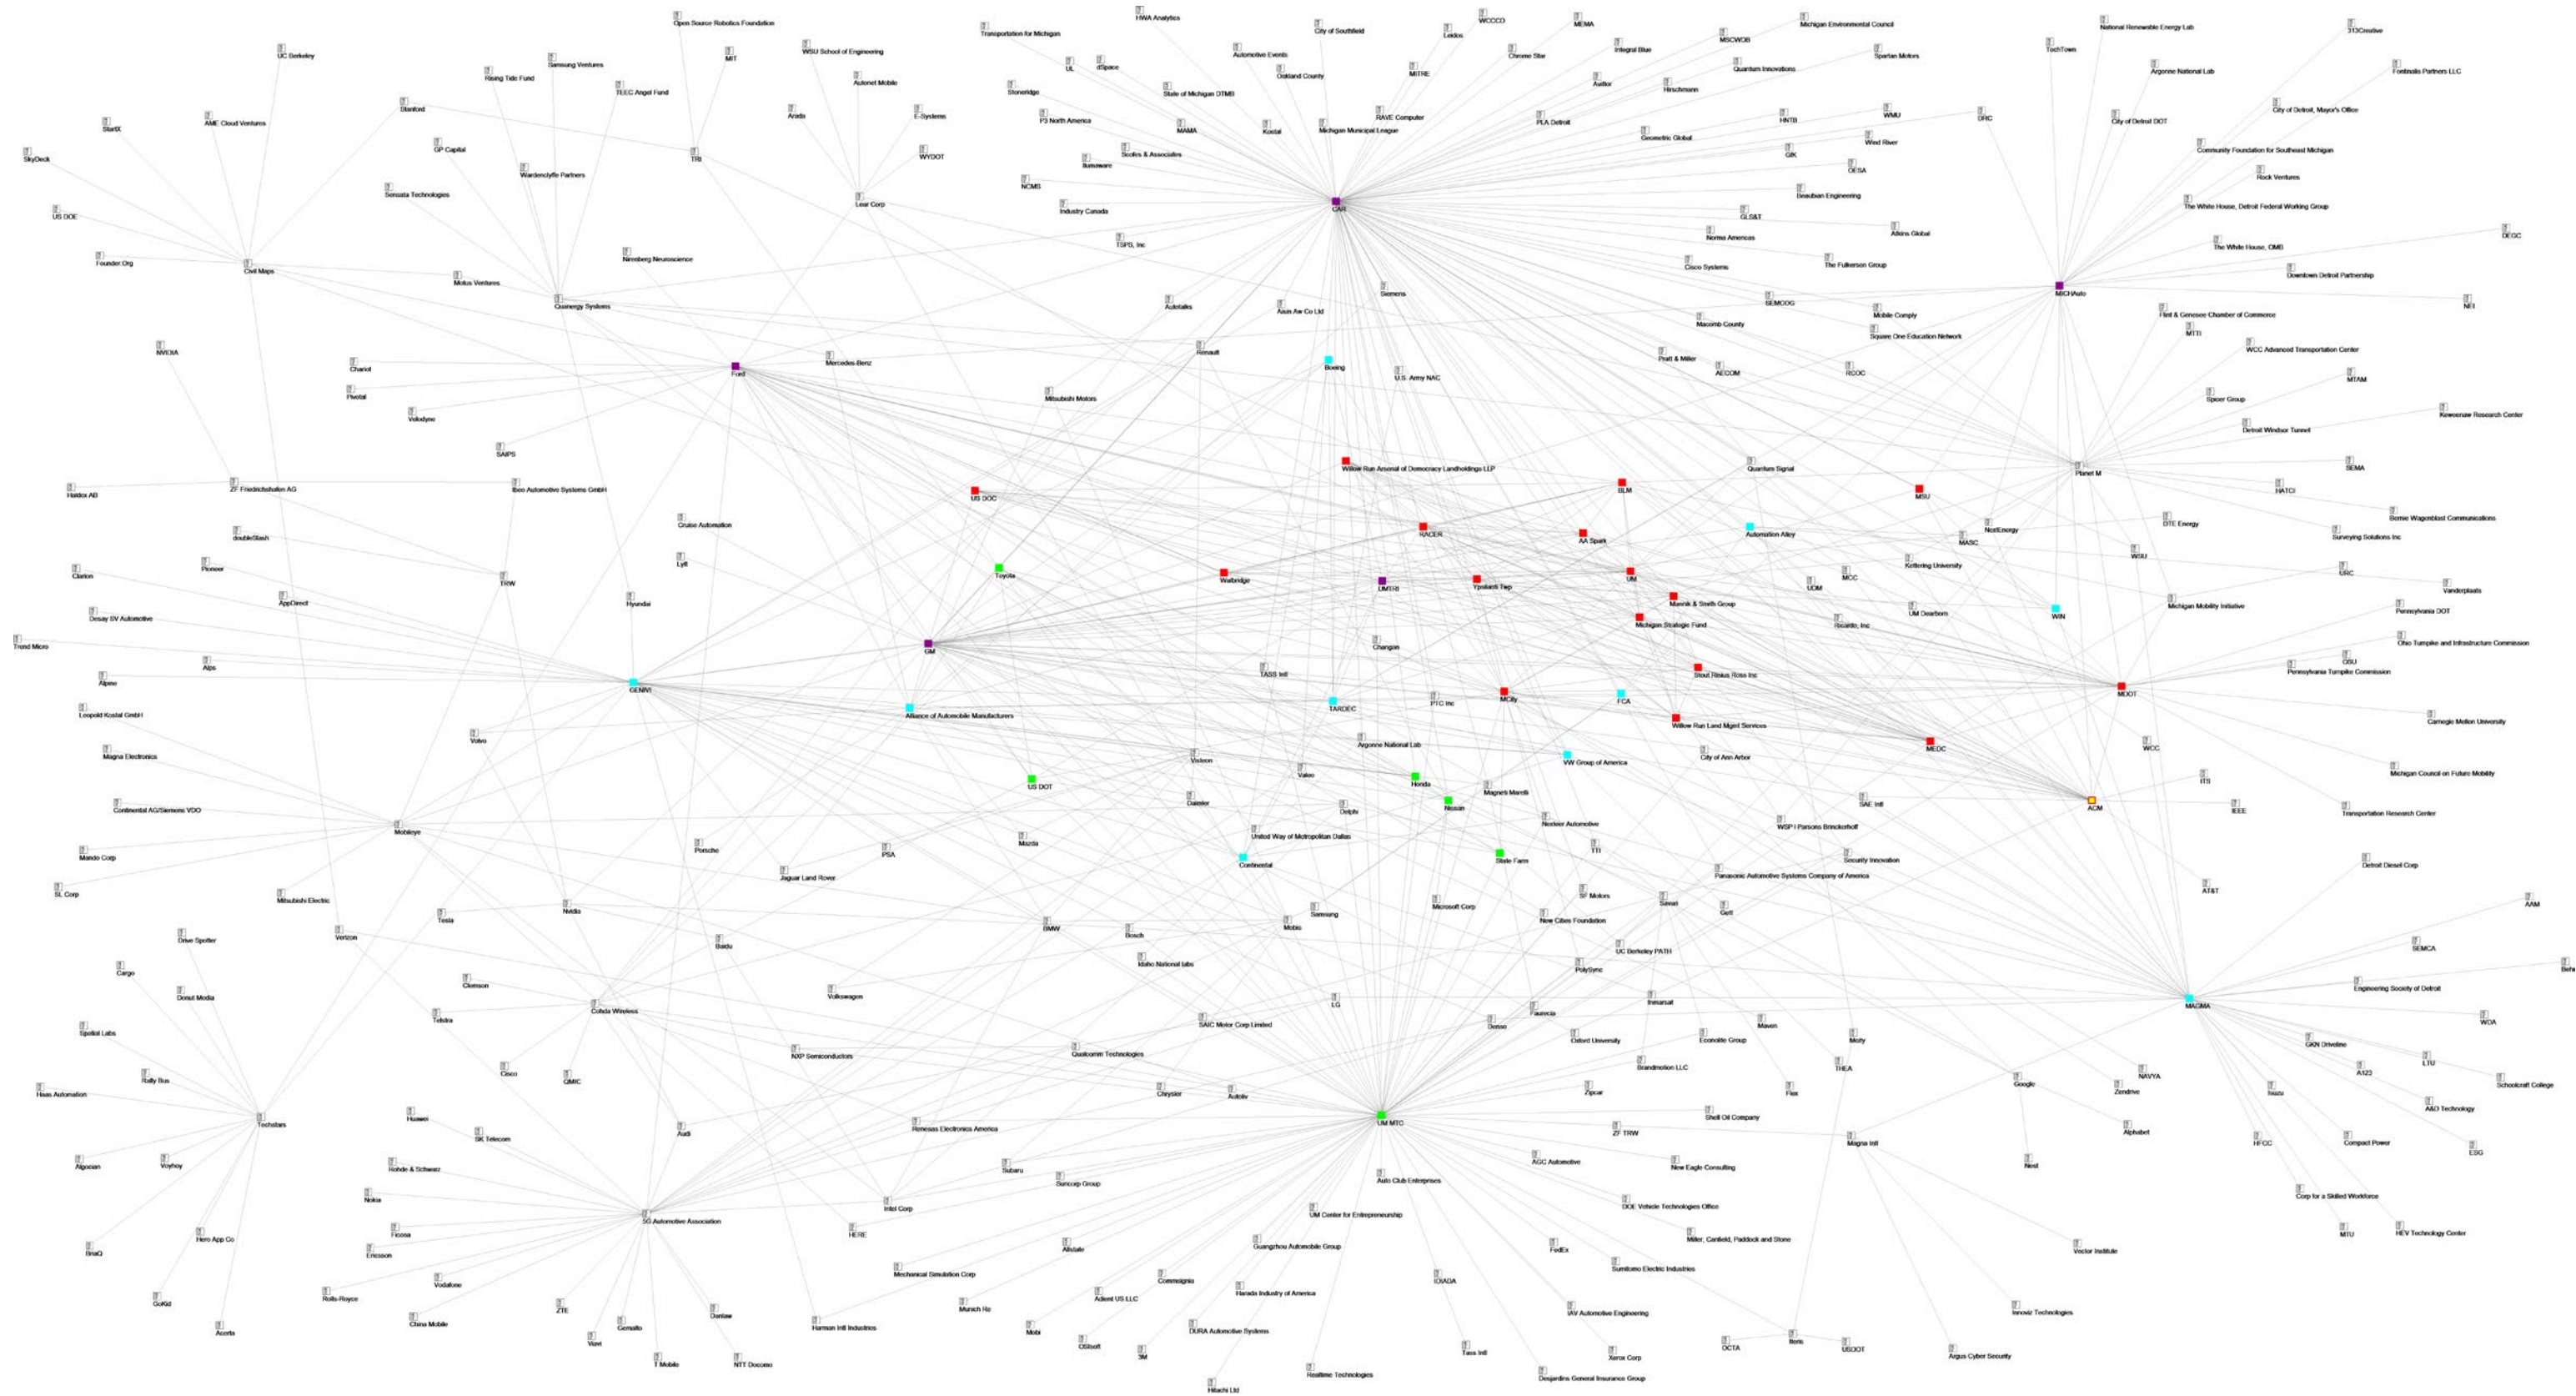 HWA Analytics
WCCCD
MEMA
Michigan Environmental Council
National Renewable Energy Lab
313Creative
Open Source Robotics Foundation
Transportation for Michigan
City of Southfield
Leidos
MSCWDB
UC Berkeley
MIT
WSU School of Engineering
Automotive Events
Chrome Star
Integral Blue
Spartan Motors
TechTown
Samsung Ventures
UL
dSpace
Oakland County
MITRE
Quantum Innovations
Argonne National Lab
Fontinalis Partners LLC
Rising Tide Fund
TEEC Angel Fund
Autonet Mobile
Stoneridge
State of Michigan DTMB
Hirschmann
Stanford
Arada
E-Systems
P3 North America
MAMA
Kostal
Michigan Municipal League
RAVE Computer
PLA Detroit
HNTB
WMU
DRC
City of Detroit DOT
City of Detroit, Mayor's Office
StartX
AME Cloud Ventures
Geometric Global
Wind River
SkyDeck
GP Capital
TRI
WYDOT
Ilumaware
Scofes & Associates
GfK
Community Foundation for Southeast Michigan
Wardenclyffe Partners
OESA
Rock Ventures
Sensata Technologies
NCMS
Beaubian Engineering
US DOE
Lear Corp
Industry Canada
CAR
GLS&T
The White House, Detroit Federal Working Group
Founder.Org
Civil Maps
Nirenberg Neuroscience
TSPS, Inc
Norma Americas
Atkins Global
The White House, OMB
DEGC
Motus Ventures
Cisco Systems
The Fulkerson Group
Downtown Detroit Partnership
Quanergy Systems
Autotalks
Aisin Aw Co Ltd
Siemens
SEMCOG
MICHAuto
NEI
Macomb County
Mobile Comply
Flint & Genesee Chamber of Commerce
NVIDIA
Renault
Square One Education Network
MTTI
WCC Advanced Transportation Center
Chariot
Ford
Mercedes-Benz
Boeing
U.S. Army NAC
Pratt & Miller
AECOM
RCOC
MTAM
Pivotal
Mitsubishi Motors
Spicer Group
Velodyne
Keweenaw Research Center
SAIPS
Detroit Windsor Tunnel
Haldex AB
ZF Friedrichshafen AG
Ibeo Automotive Systems GmbH
US DOC
Willow Run Arsenal of Democracy Landholdings LLP
BLM
Quantum Signal
MSU
Planet M
SEMA
HATCI
doubleSlash
Cruise Automation
RACER
AA Spark
Automation Alley
MASC
NextEnergy
DTE Energy
Bernie Wagenblast Communications
Surveying Solutions Inc
Clarion
Pioneer
TRW
Lyft
Toyota
Walbridge
UMTRI
Ypsilanti Twp
UM
UDM
MCC
Kettering University
WSU
URC
Vanderplaats
Desay SV Automotive
AppDirect
Hyundai
Mannik & Smith Group
Michigan Strategic Fund
Ricardo, Inc
UM Dearborn
WIN
Michigan Mobility Initiative
Pennsylvania DOT
Trend Micro
Alps
GM
Changan
Ohio Turnpike and Infrastructure Commission
Alpine
GENIVI
TASS Intl
Stout Risius Ross Inc
OSU
Pennsylvania Turnpike Commission
Leopold Kostal GmbH
Alliance of Automobile Manufacturers
TARDEC
PTC Inc
MCity
FCA
Willow Run Land Mgmt Services
MDOT
Carnegie Mellon University
Magna Electronics
Volvo
Visteon
Argonne National Lab
VW Group of America
City of Ann Arbor
MEDC
WCC
Michigan Council on Future Mobility
Continental AG/Siemens VDO
US DOT
Valeo
Honda
Magneti Marelli
ITS
Mobileye
Daimler
Delphi
Nissan
SAE Intl
ACM
IEEE
Transportation Research Center
Mando Corp
Porsche
PSA
Mazda
United Way of Metropolitan Dallas
Nexteer Automotive
WSP I Parsons Brinckerhoff
SL Corp
Jaguar Land Rover
Continental
State Farm
TTI
Security Innovation
Detroit Diesel Corp
Mitsubishi Electric
Panasonic Automotive Systems Company of America
AT&T
Tesla
Nvidia
Samsung
Microsoft Corp
SF Motors
Savari
Gett
AAM
Drive Spotter
Verizon
Baidu
BMW
Bosch
Mobis
New Cities Foundation
SEMCA
Cargo
Clemson
Idaho National labs
UC Berkeley PATH
PolySync
Behr
Donut Media
Volkswagen
LG
Inmarsat
Engineering Society of Detroit
Spatial Labs
Telstra
Cohda Wireless
SAIC Motor Corp Limited
Faurecia
Denso
Maven
MAGMA
WDA
Rally Bus
Cisco
QMIC
NXP Semiconductors
Qualcomm Technologies
Oxford University
Econolite Group
Mcity
GKN Driveline
LTU
Haas Automation
Chrysler
Autoliv
Brandmotion LLC
THEA
Google
NAVYA
A123
Schoolcraft College
Techstars
Huawei
Zipcar
Flex
Zendrive
Isuzu
A&D Technology
SK Telecom
Audi
Renesas Electronics America
UM MTC
Shell Oil Company
Alphabet
Algocian
Voyhoy
Rohde & Schwarz
Subaru
ZF TRW
Magna Intl
HFCC
Compact Power
ESG
Nokia
Suncorp Group
Auto Club Enterprises
AGC Automotive
New Eagle Consulting
Nest
BriaQ
Hero App Co
Ficosa
5G Automotive Association
Intel Corp
UM Center for Entrepreneurship
DOE Vehicle Technologies Office
Corp for a Skilled Workforce
Ericsson
HERE
Allstate
Guangzhou Automobile Group
FedEx
Miller, Canfield, Paddock and Stone
Vector Institute
MTU
HEV Technology Center
GoKid
Rolls-Royce
Vodafone
Mechanical Simulation Corp
Commsignia
Sumitomo Electric Industries
Acerta
China Mobile
ZTE
Danlaw
Munich Re
Adient US LLC
Harada Industry of America
IDIADA
IAV Automotive Engineering
Innoviz Technologies
Viavi
Gemalto
Harman Intl Industries
Mobi
DURA Automotive Systems
OCTA
Iteris
USDOT
T Mobile
NTT Docomo
OSIsoft
3M
Tass Intl
Xerox Corp
Argus Cyber Security
Hitachi Ltd
Realtime Technologies
Desjardins General Insurance Group